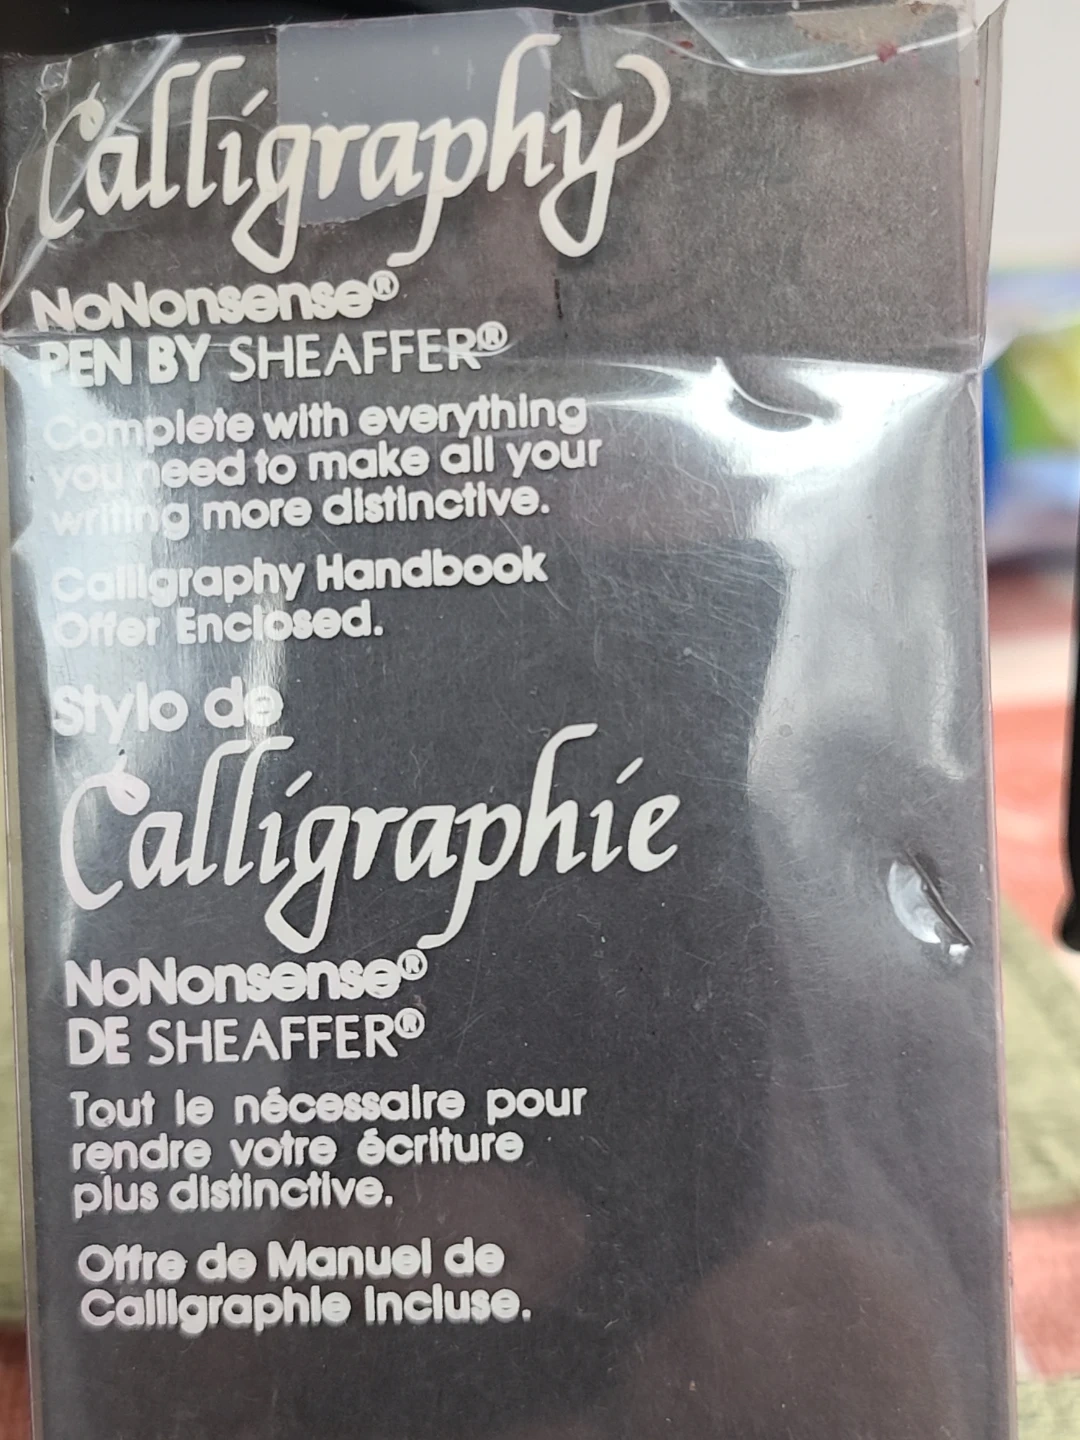 Calligraphy
NoNonsense®
PEN BY SHEAFFER®
Complete with everything
you need to make all your
writing more distinctive.
Calligraphy Handbook
Offer Enclosed.
Stylo de
Calligraphie
NoNonsense®
DE SHEAFFER®
Tout le nécessaire pour
rendre votre écriture
plus distinctive.
Offre de Manuel de
Calligraphie Incluse.